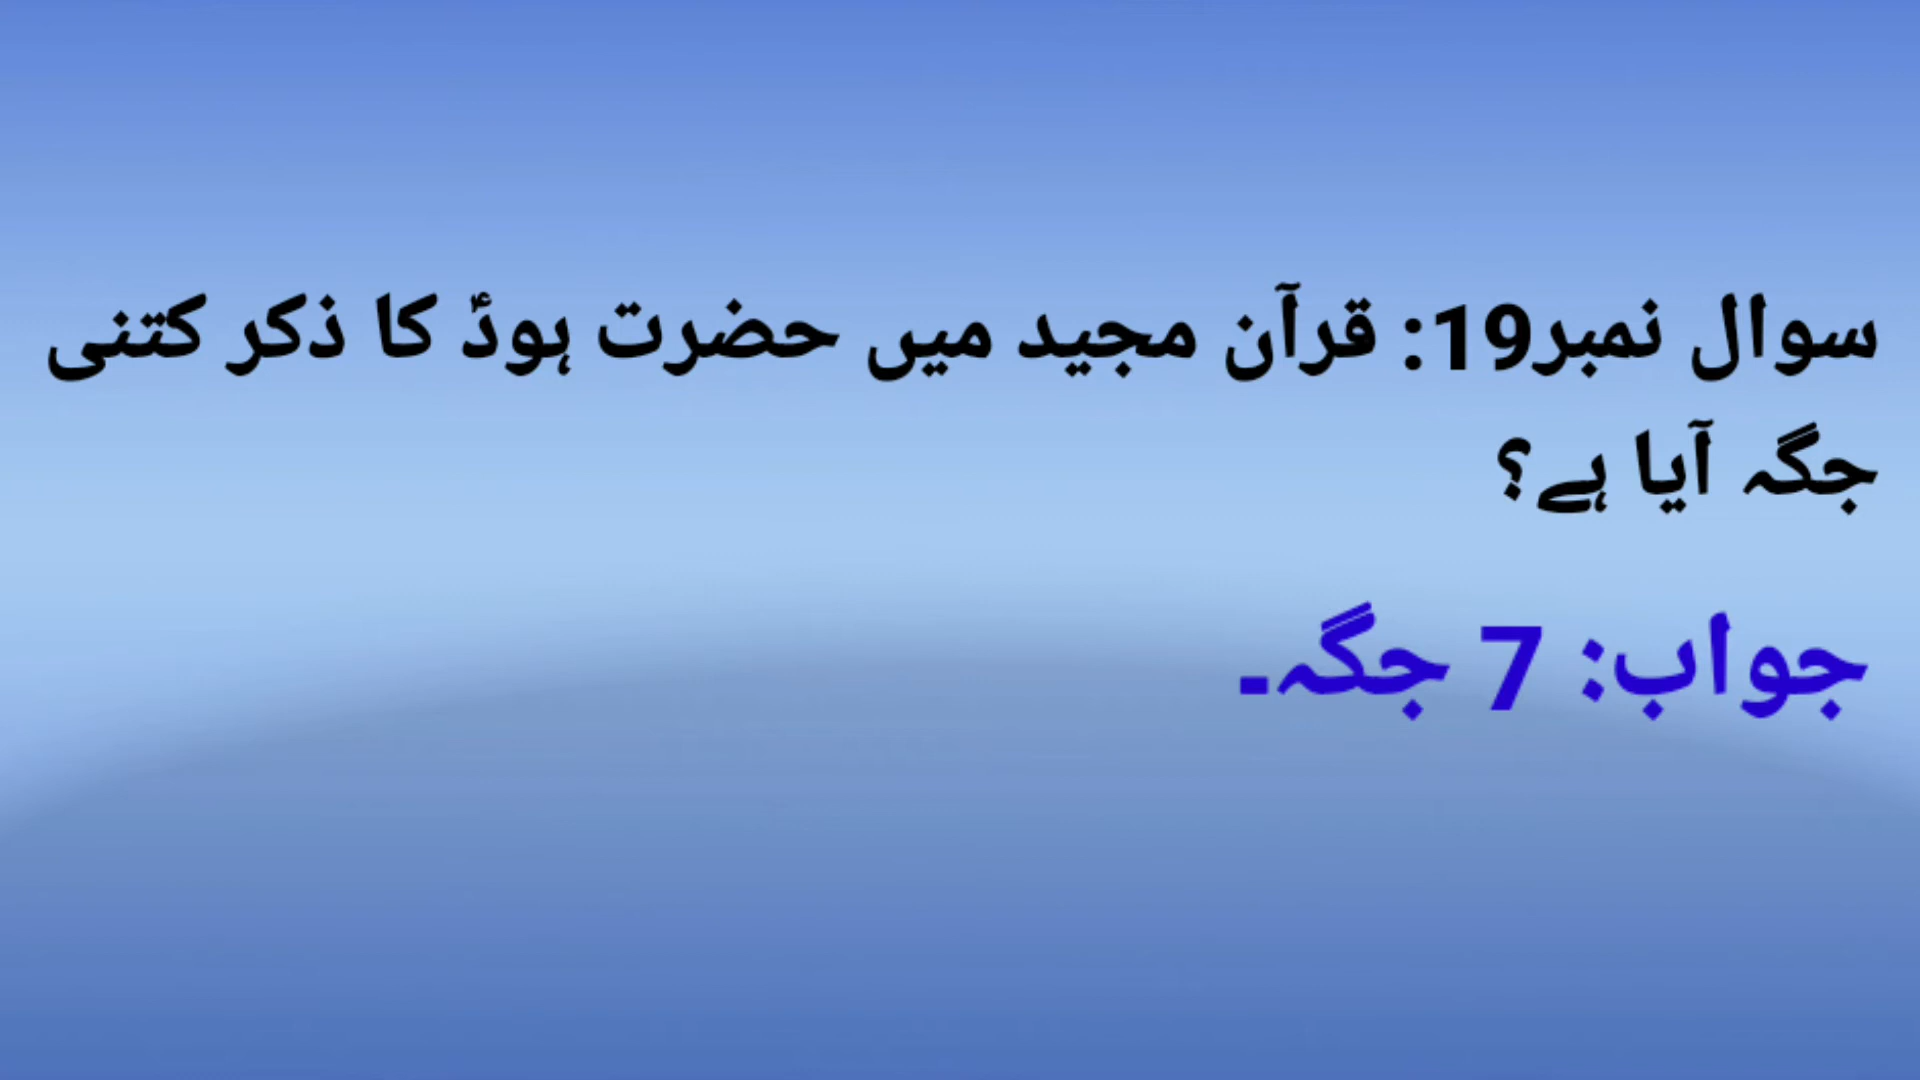 سوال نمبر19: قرآن مجید میں حضرت ہودؑ کا ذکر کتنی
جگہ آیا ہے؟
جواب: 7 جگہ۔